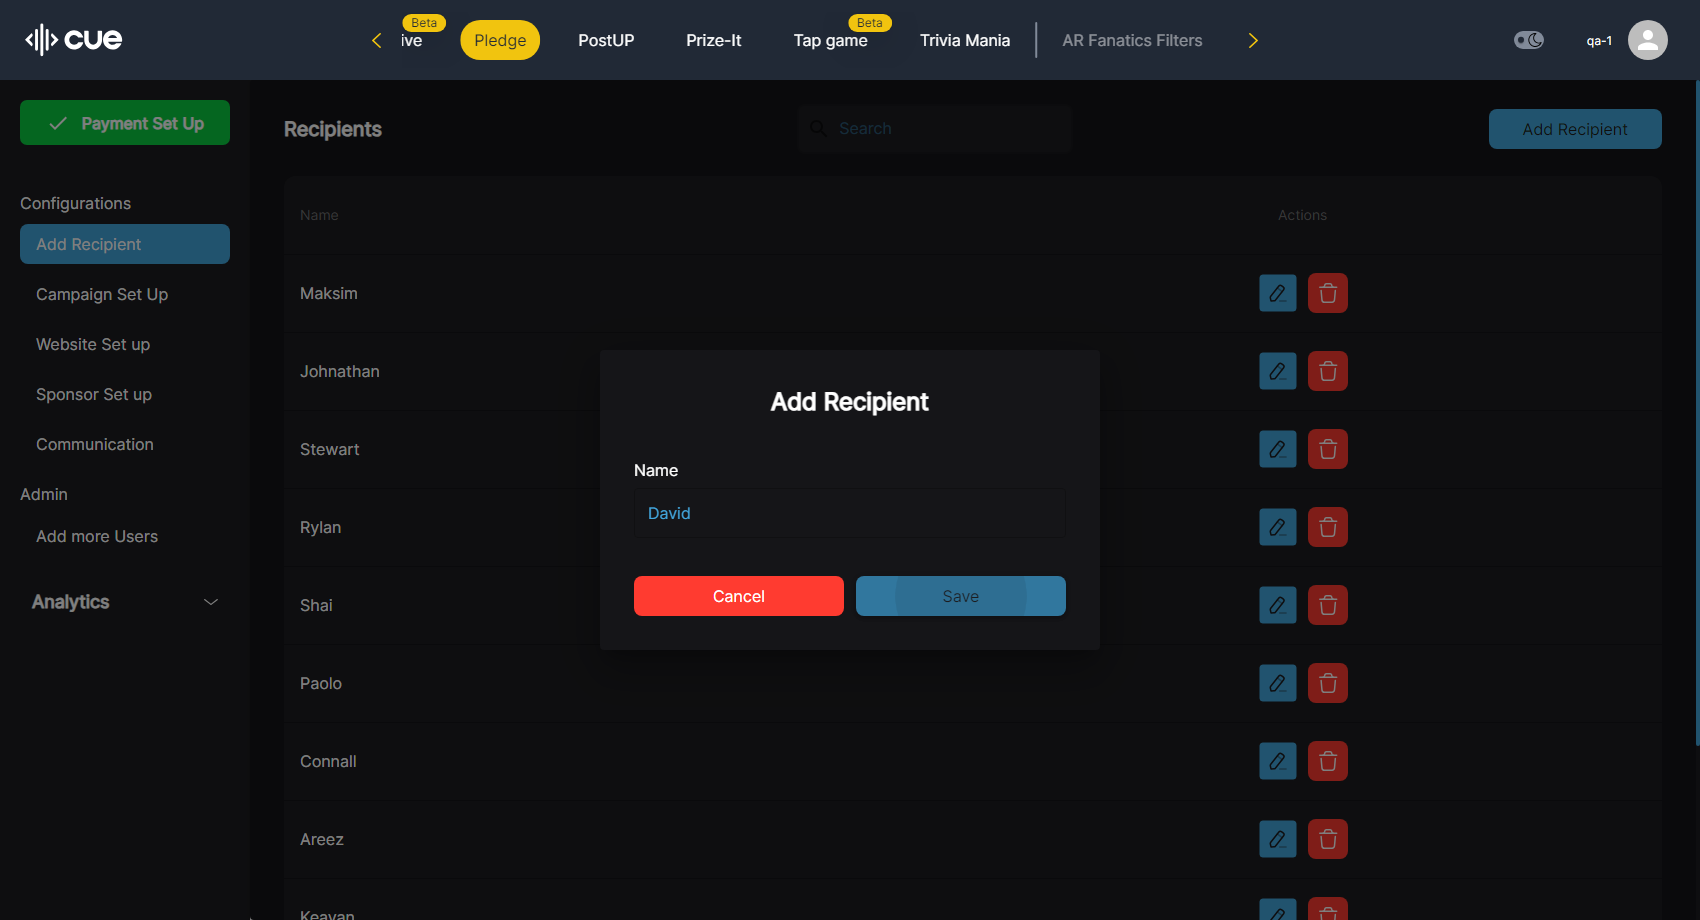 cue
Beta
ive
Pledge
PostUP
Prize-It
Beta
Tap game
Trivia Mania
AR Fanatics Filters
qa-1
Payment Set Up
Recipients
Search
Add Recipient
Configurations
Add Recipient
Campaign Set Up
Website Set up
Sponsor Set up
Communication
Admin
Add more Users
Analytics
Name
Actions
Maksim
Johnathan
Stewart
Rylan
Shai
Paolo
Connall
Areez
Keavan
Add Recipient
Name
David
Cancel
Save